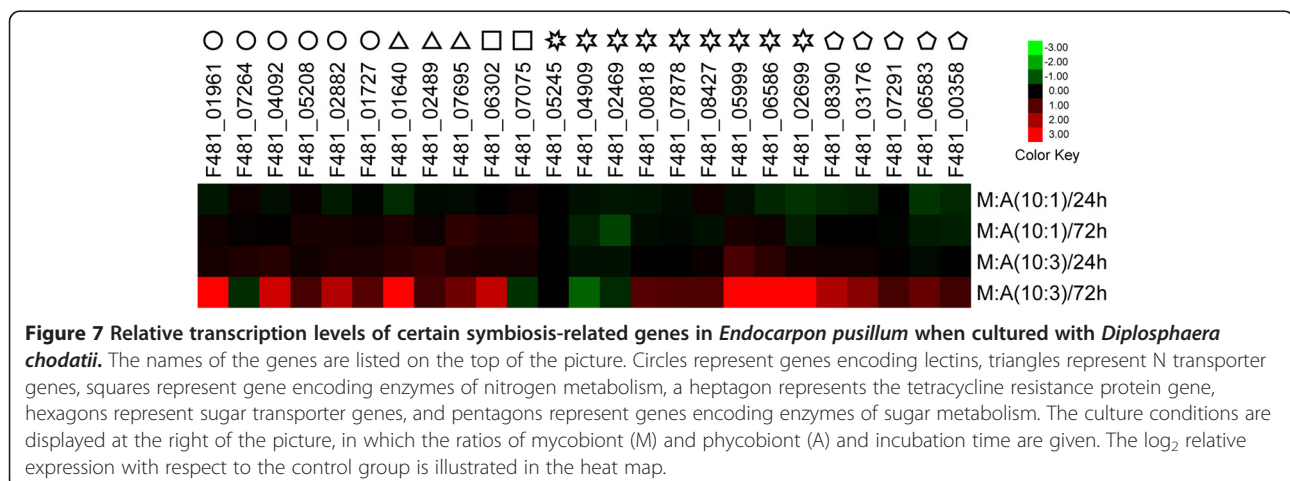 F481_01961
F481_07264
F481_04092
F481_05208
F481_02882
F481_01727
F481_01640
F481_02489
F481_07695
F481_06302
F481_07075
F481_05245
F481_04909
F481_02469
F481_00818
F481_07878
F481_08427
F481_05999
F481_06586
F481_02699
F481_08390
F481_03176
F481_07291
F481_06583
F481_00358
-3.00
-2.00
-1.00
0.00
1.00
2.00
3.00
Color Key
M:A(10:1)/24h
M:A(10:1)/72h
M:A(10:3)/24h
M:A(10:3)/72h
Figure 7 Relative transcription levels of certain symbiosis-related genes in Endocarpon pusillum when cultured with Diplosphaera
chodatii. The names of the genes are listed on the top of the picture. Circles represent genes encoding lectins, triangles represent N transporter
genes, squares represent gene encoding enzymes of nitrogen metabolism, a heptagon represents the tetracycline resistance protein gene,
hexagons represent sugar transporter genes, and pentagons represent genes encoding enzymes of sugar metabolism. The culture conditions are
displayed at the right of the picture, in which the ratios of mycobiont (M) and phycobiont (A) and incubation time are given. The log2 relative
expression with respect to the control group is illustrated in the heat map.